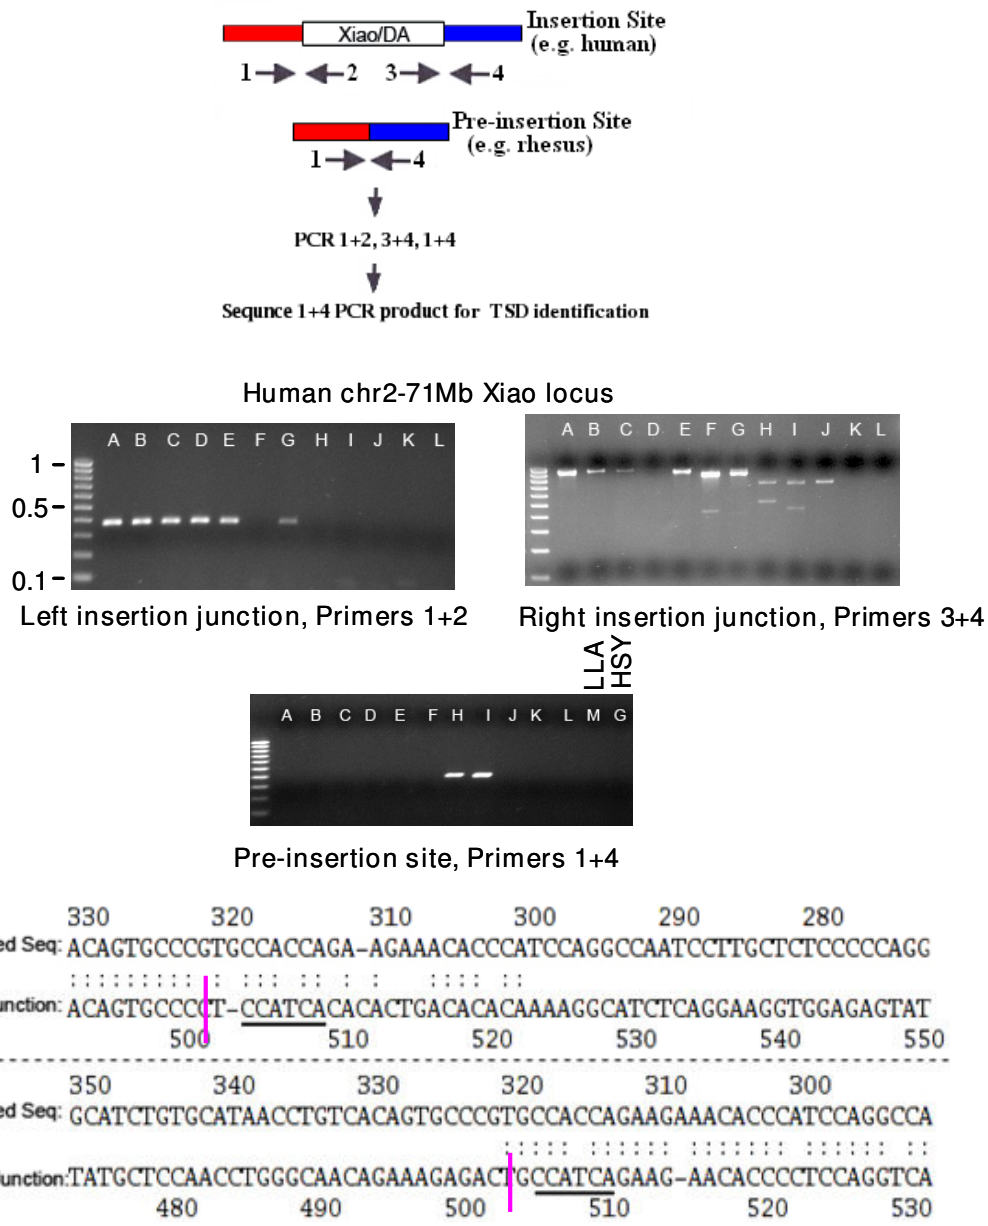 Insertion Site
Xiao/DA
(e.g. human)
1 2 3 4
Pre-insertion Site
(e.g. rhesus)
1 4
PCR 1+2, 3+4, 1+4
Sequnce 1+4 PCR product for TSD identification
Human chr2-71Mb Xiao locus
A B C D E F G H I J K L
1
0.5
0.1
Left insertion junction, Primers 1+2
A B C D E F G H I J K L
Right insertion junction, Primers 3+4
LLA
HSY
A B C D E F H I J K L M G
Pre-insertion site, Primers 1+4
330 320 310 300 290 280
ed Seq: ACAGTGCCCGTGCCACCAGA-AGAAACACCCATCCAGGCCAATCCTTGCTCTCCCCCAGG
unction: ACAGTGCCCCT-CCATCACACACTGACACACAAAAGGCATCTCAGGAAGGTGGAGAGTAT
500 510 520 530 540 550
350 340 330 320 310 300
ed Seq: GCATCTGTGCATAACCTGTCACAGTGCCCGTGCCACCAGAAGAAACACCCATCCAGGCCA
unction: TATGCTCCAACCTGGGCAACAGAAAGAGACTGCCATCAGAAG-AACACCCCTCCAGGTCA
480 490 500 510 520 530